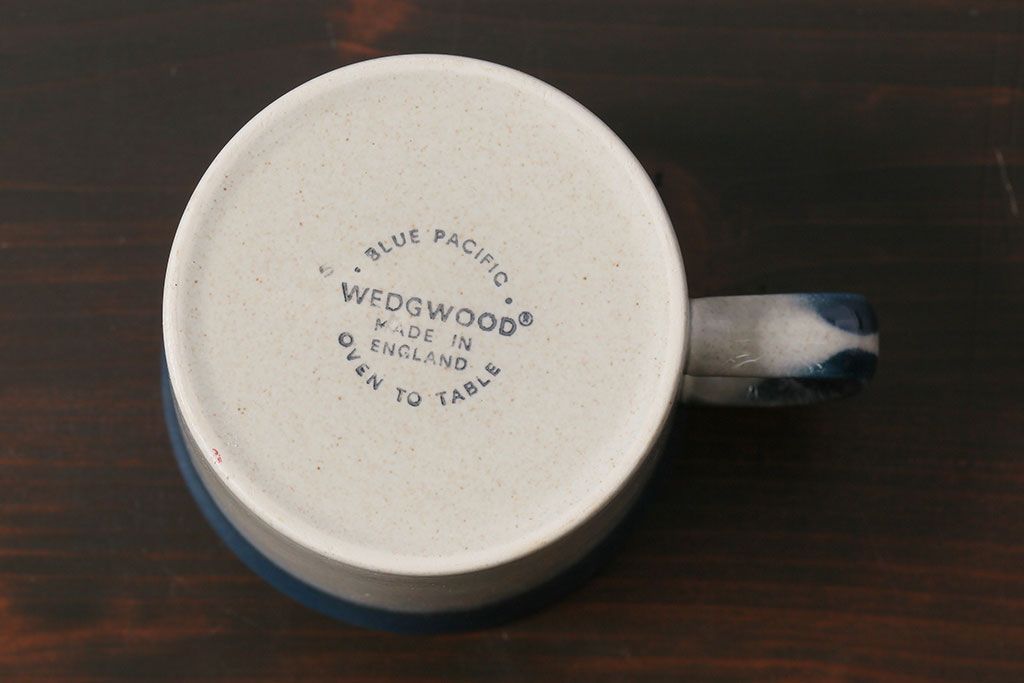 • BLUE PACIFIC •
WEDGWOOD®
MADE IN
ENGLAND
OVEN TO TABLE